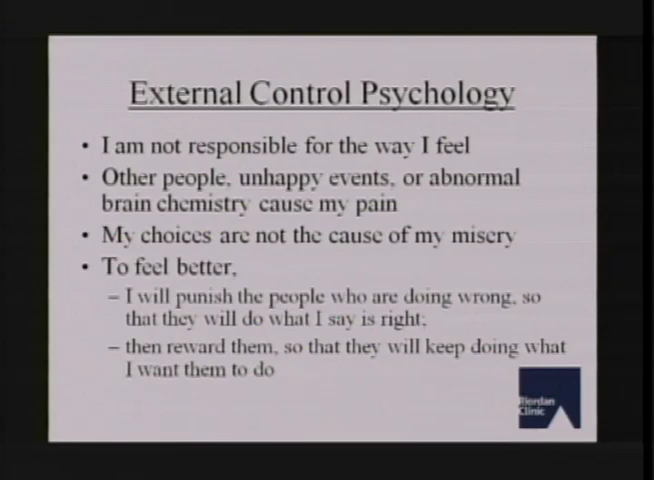 External Control Psychology
• I am not responsible for the way I feel
• Other people, unhappy events, or abnormal
brain chemistry cause my pain
• My choices are not the cause of my misery
• To feel better,
– I will punish the people who are doing wrong, so
that they will do what I say is right;
– then reward them, so that they will keep doing what
I want them to do
Riordan
Clinic